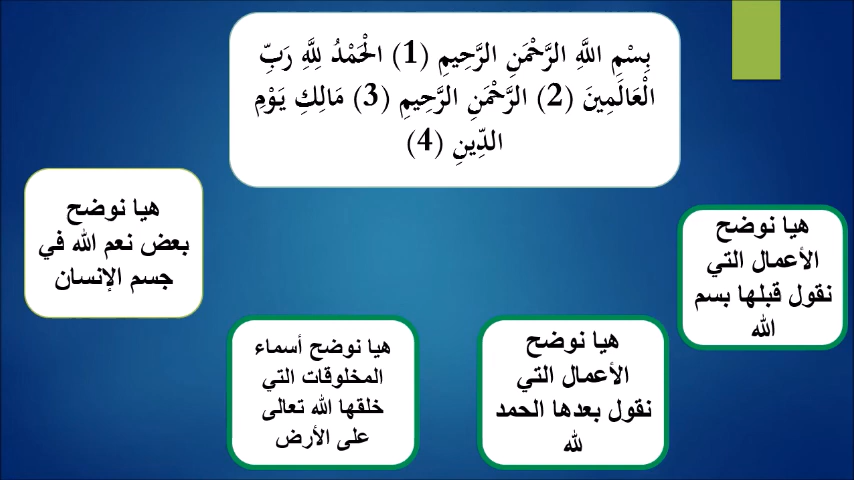 بِسْمِ اللَّهِ الرَّحْمَنِ الرَّحِيمِ (1) الْحَمْدُ لِلَّهِ رَبِّ
الْعَالَمِينَ (2) الرَّحْمَنِ الرَّحِيمِ (3) مَالِكِ يَوْمِ
الدِّينِ (4)
هيا نوضح
الأعمال التي
نقول قبلها بسم
الله
هيا نوضح
الأعمال التي
نقول بعدها الحمد
لله
هيا نوضح أسماء
المخلوقات التي
خلقها الله تعالى
على الأرض
هيا نوضح
بعض نعم الله في
جسم الإنسان